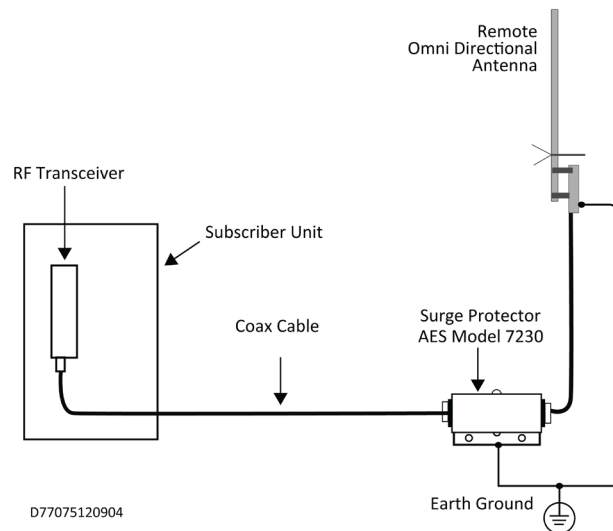 Remote
Omni Directional
Antenna
RF Transceiver
Subscriber Unit
Coax Cable
Surge Protector
AES Model 7230
Earth Ground
D77075120904